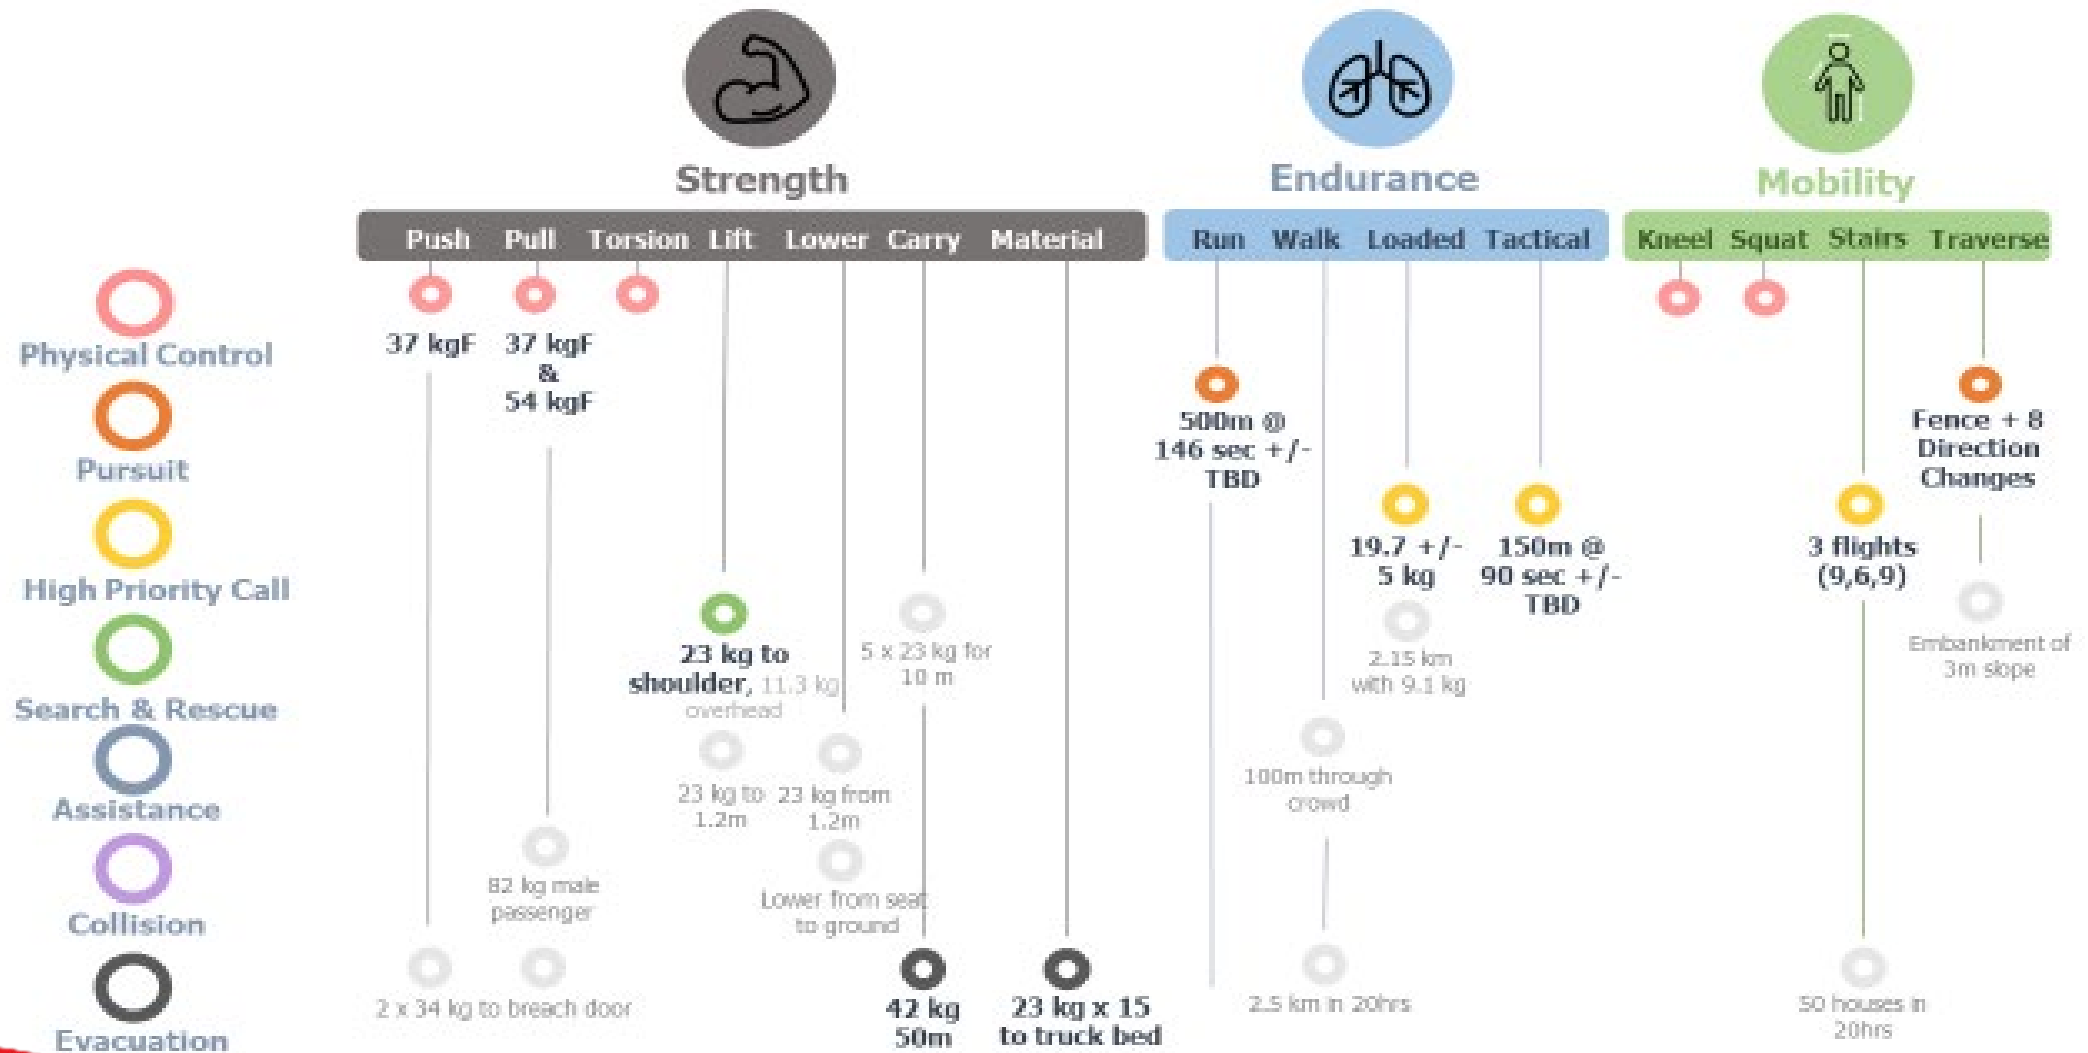 Strength
Endurance
Mobility
Push Pull Torsion Lift Lower Carry Material
Run Walk Loaded Tactical
Kneel Squat Stairs Traverse
Physical Control
37 kgF
37 kgF
&
54 kgF
Pursuit
500m @
146 sec +/-
TBD
Fence + 8
Direction
Changes
High Priority Call
19.7 +/-
5 kg
150m @
90 sec +/-
TBD
3 flights
(9,6,9)
Search & Rescue
23 kg to
shoulder, 11.3 kg
overhead
5 x 23 kg for
10 m
2.15 km
with 9.1 kg
Embankment of
3m slope
Assistance
23 kg to
1.2m
23 kg from
1.2m
100m through
crowd
Collision
82 kg male
passenger
Lower from seat
to ground
Evacuation
2 x 34 kg to breach door
42 kg
50m
23 kg x 15
to truck bed
2.5 km in 20hrs
50 houses in
20hrs